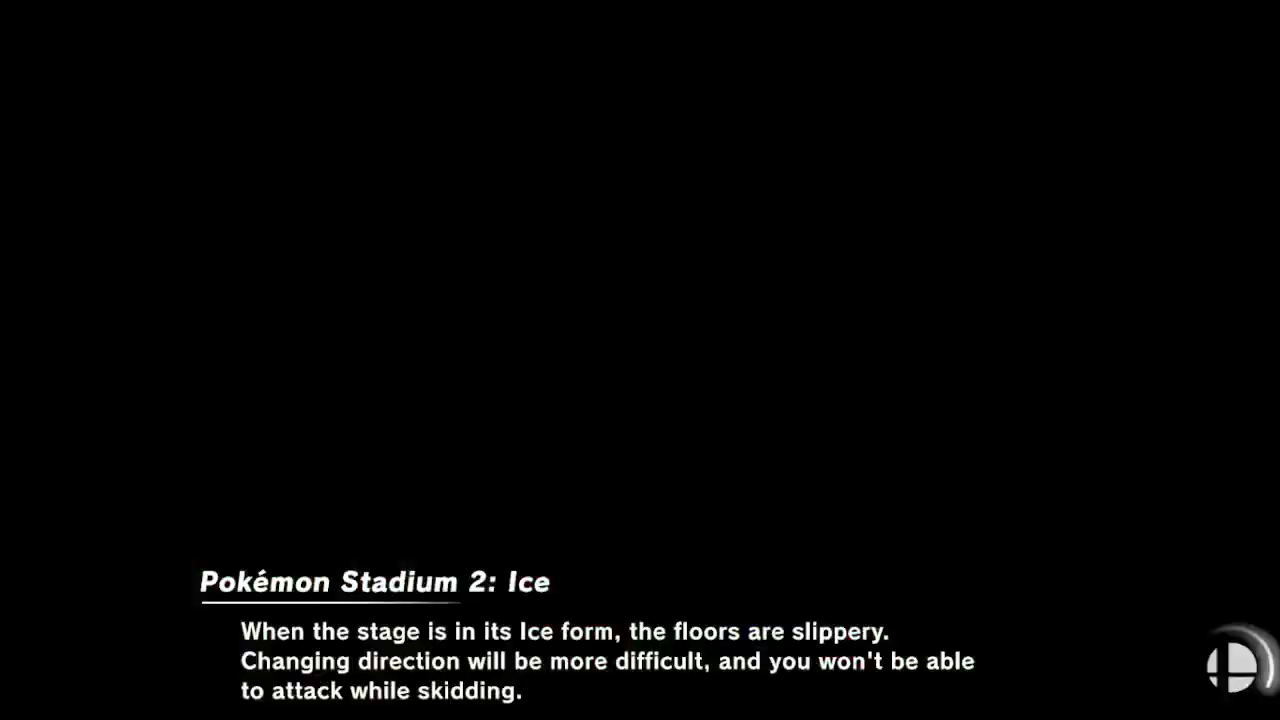 Pokémon Stadium 2: Ice
When the stage is in its Ice form, the floors are slippery.
Changing direction will be more difficult, and you won't be able
to attack while skidding.